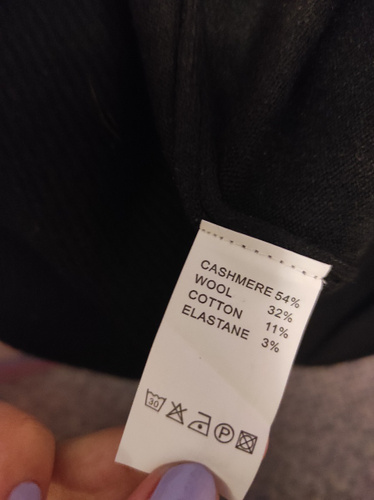 CASHMERE 54%
WOOL 32%
COTTON 11%
ELASTANE 3%
30 P